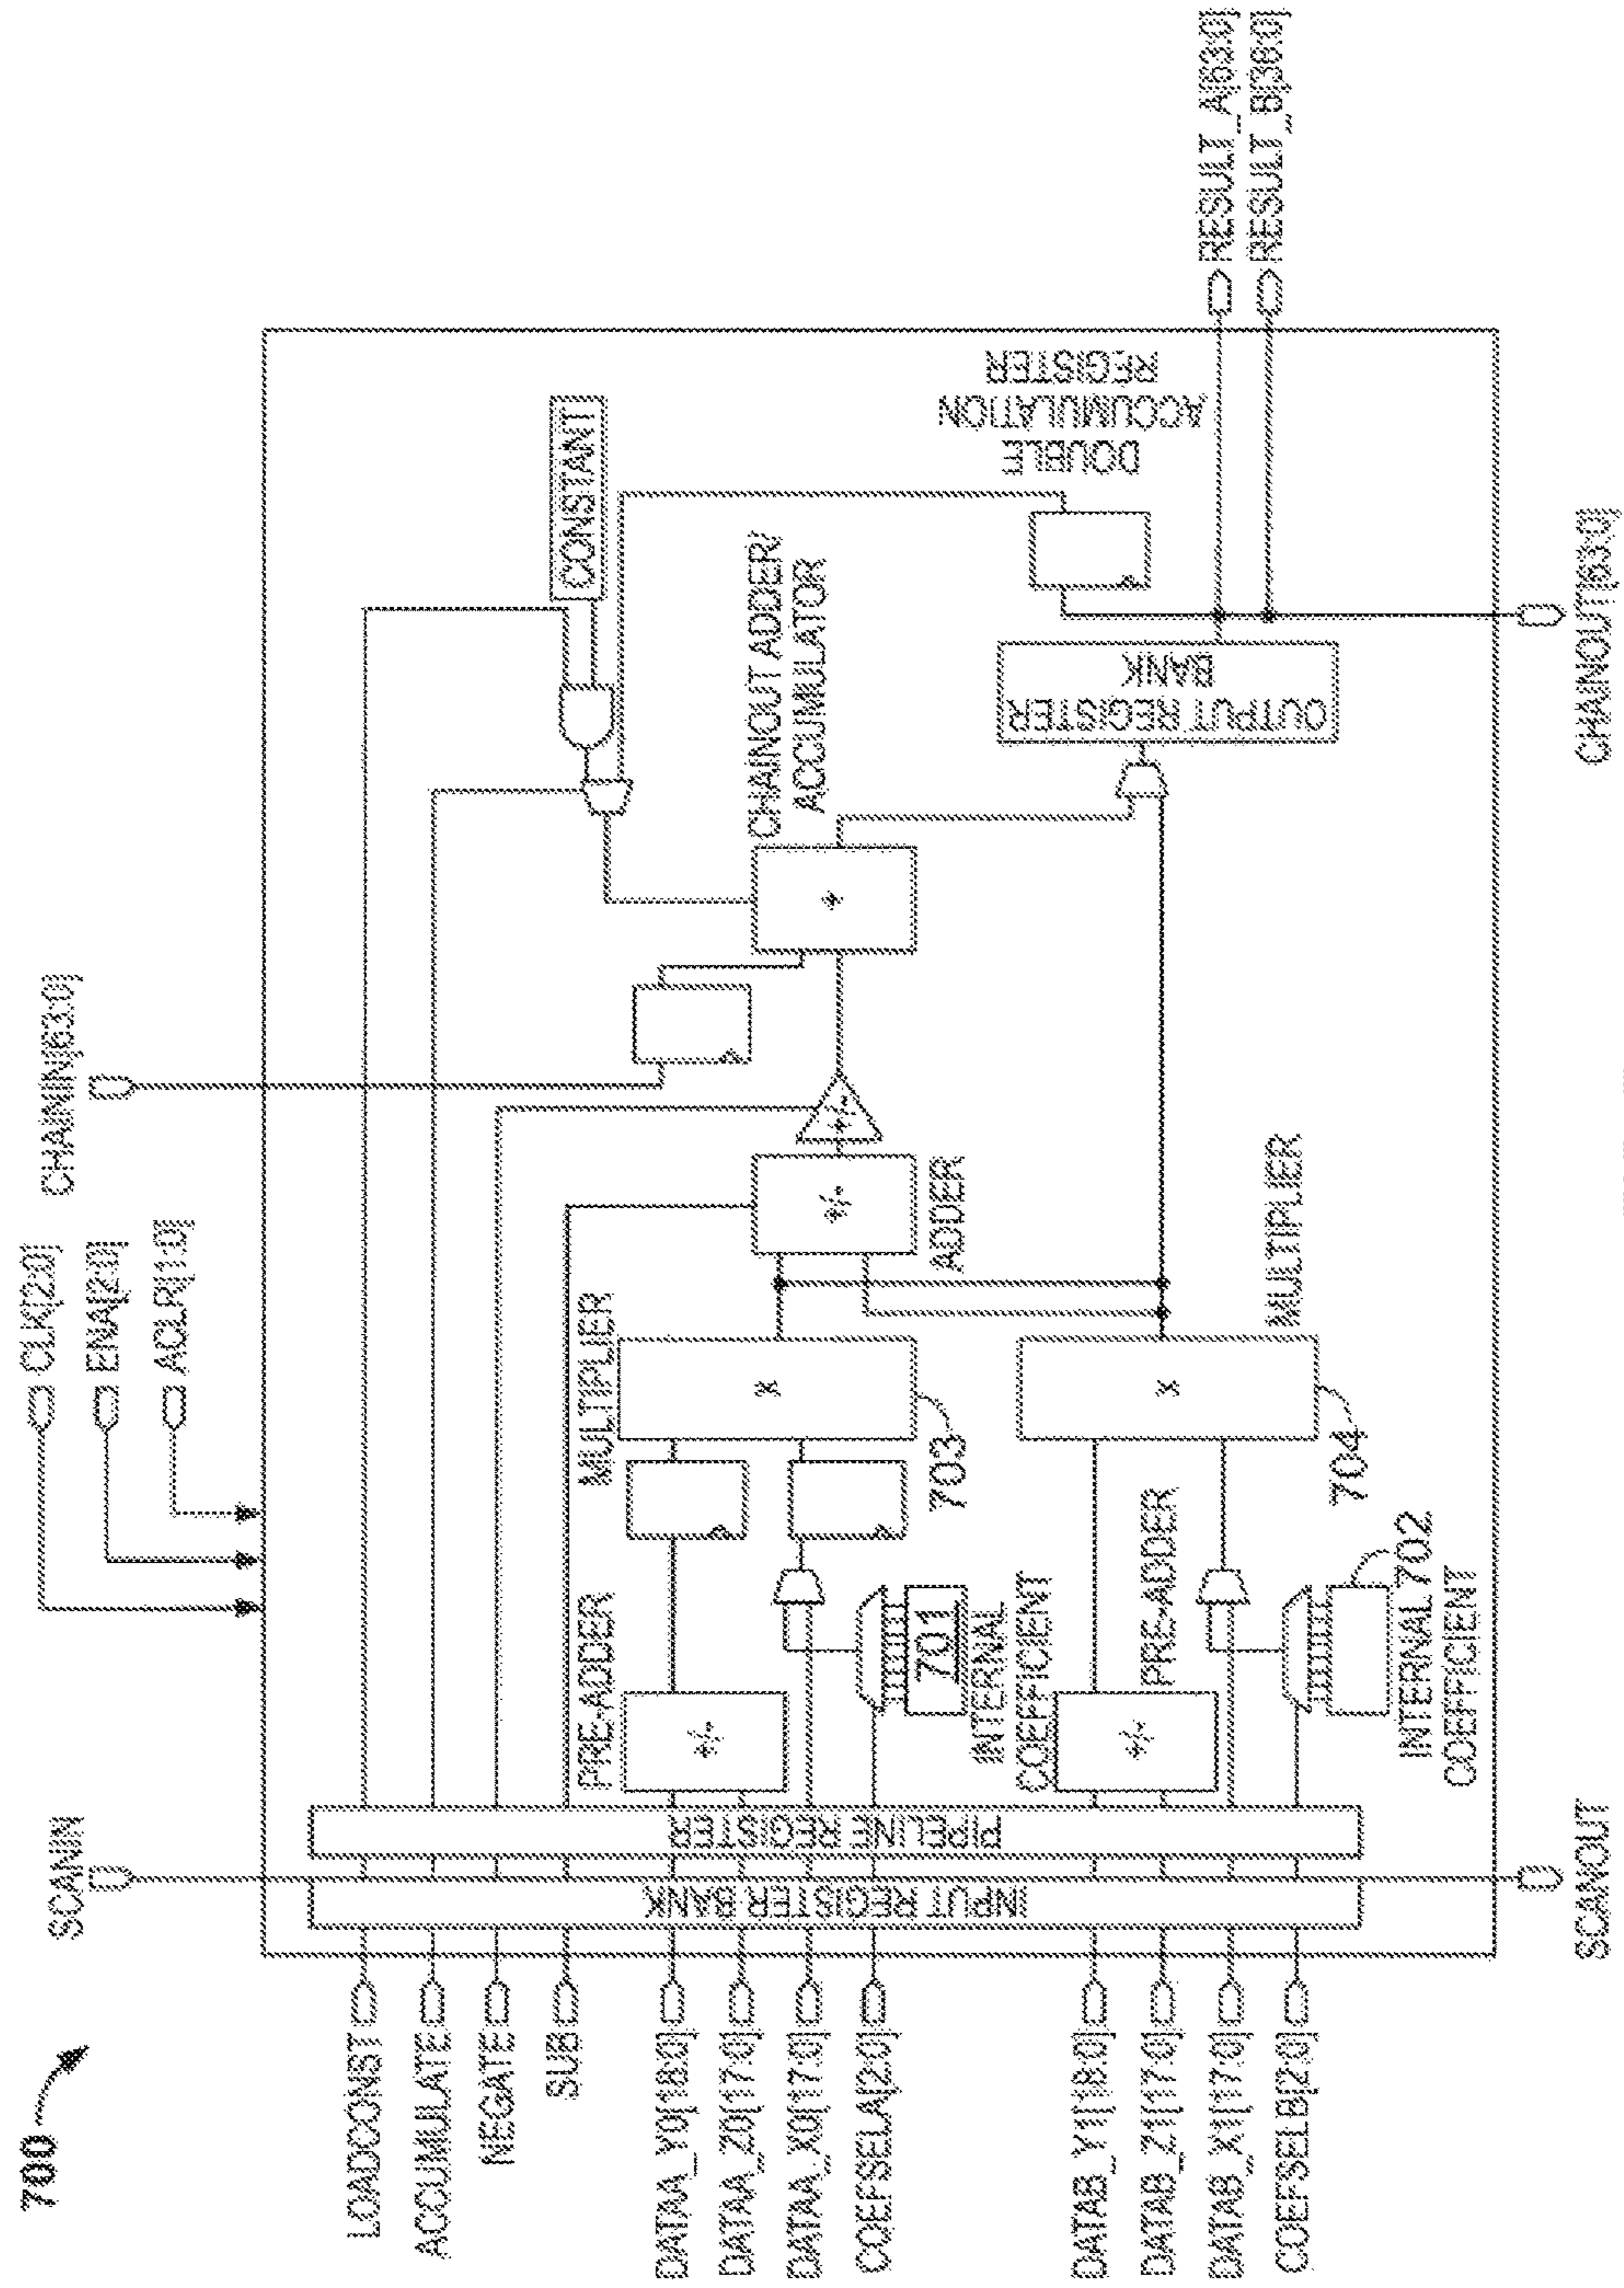 700
CLK[2:0]
ENA[2:0]
ACLR[1:0]
SCANIN
CHAININ[63:0]
LOADCONST
ACCUMULATE
NEGATE
SUB
DATAA_Y0[18:0]
DATAA_Z0[17:0]
DATAA_X0[17:0]
COEFSELA[2:0]
DATAB_Y1[18:0]
DATAB_Z1[17:0]
DATAB_X1[17:0]
COEFSELB[2:0]
INPUT REGISTER BANK
PIPELINE REGISTER
PRE-ADDER
+/-
701
INTERNAL
COEFFICIENT
PRE-ADDER
+/-
INTERNAL 702
COEFFICIENT
MULTIPLIER
x
703
MULTIPLIER
x
704
+/-
ADDER
+/-
+
CHAINOUT ADDER/
ACCUMULATOR
CONSTANT
OUTPUT REGISTER
BANK
DOUBLE
ACCUMULATION
REGISTER
RESULT_A[63:0]
RESULT_B[36:0]
SCANOUT
CHAINOUT[63:0]